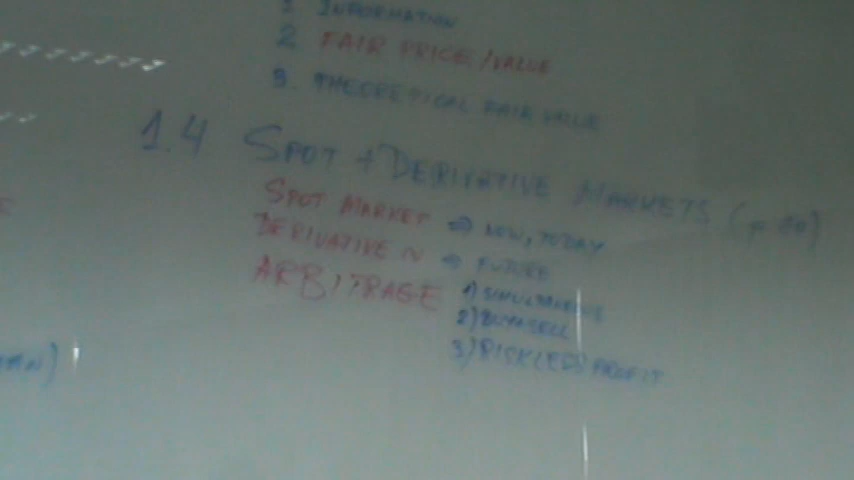 1 INFORMATION
2 FAIR PRICE/VALUE
3. THEORETICAL FAIR VALUE
1.4 SPOT + DERIVATIVE MARKETS
SPOT MARKET ⇒ NOW, TODAY
DERIVATIVE ⇒ FUTURE
ARBITRAGE 1) SIMULTANEOUS
2) BUY+SELL
3) RISK(LESS) PROFIT